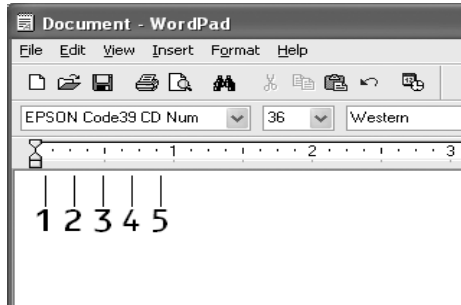 Document - WordPad
File Edit View Insert Format Help
EPSON Code39 CD Num 36 Western
1 2 3
1 2 3 4 5